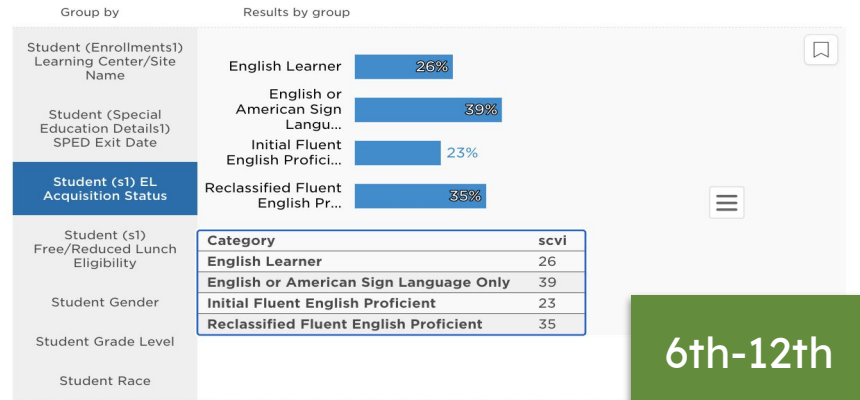 Group by
Results by group
Student (Enrollments1)
Learning Center/Site
Name
Student (Special
Education Details1)
SPED Exit Date
Student (s1) EL
Acquisition Status
Student (s1)
Free/Reduced Lunch
Eligibility
Student Gender
Student Grade Level
Student Race
English Learner
26%
English or
American Sign
Langu...
39%
Initial Fluent
English Profici...
23%
Reclassified Fluent
English Pr...
35%
Category scvi
English Learner 26
English or American Sign Language Only 39
Initial Fluent English Proficient 23
Reclassified Fluent English Proficient 35
6th-12th